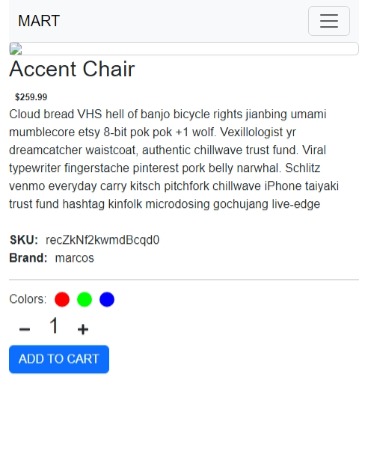 MART
Accent Chair
$259.99
Cloud bread VHS hell of banjo bicycle rights jianbing umami
mumblecore etsy 8-bit pok pok +1 wolf. Vexillologist yr
dreamcatcher waistcoat, authentic chillwave trust fund. Viral
typewriter fingerstache pinterest pork belly narwhal. Schlitz
venmo everyday carry kitsch pitchfork chillwave iPhone taiyaki
trust fund hashtag kinfolk microdosing gochujang live-edge
SKU: recZkNf2kwmdBcqd0
Brand: marcos
Colors:
− 1 +
ADD TO CART